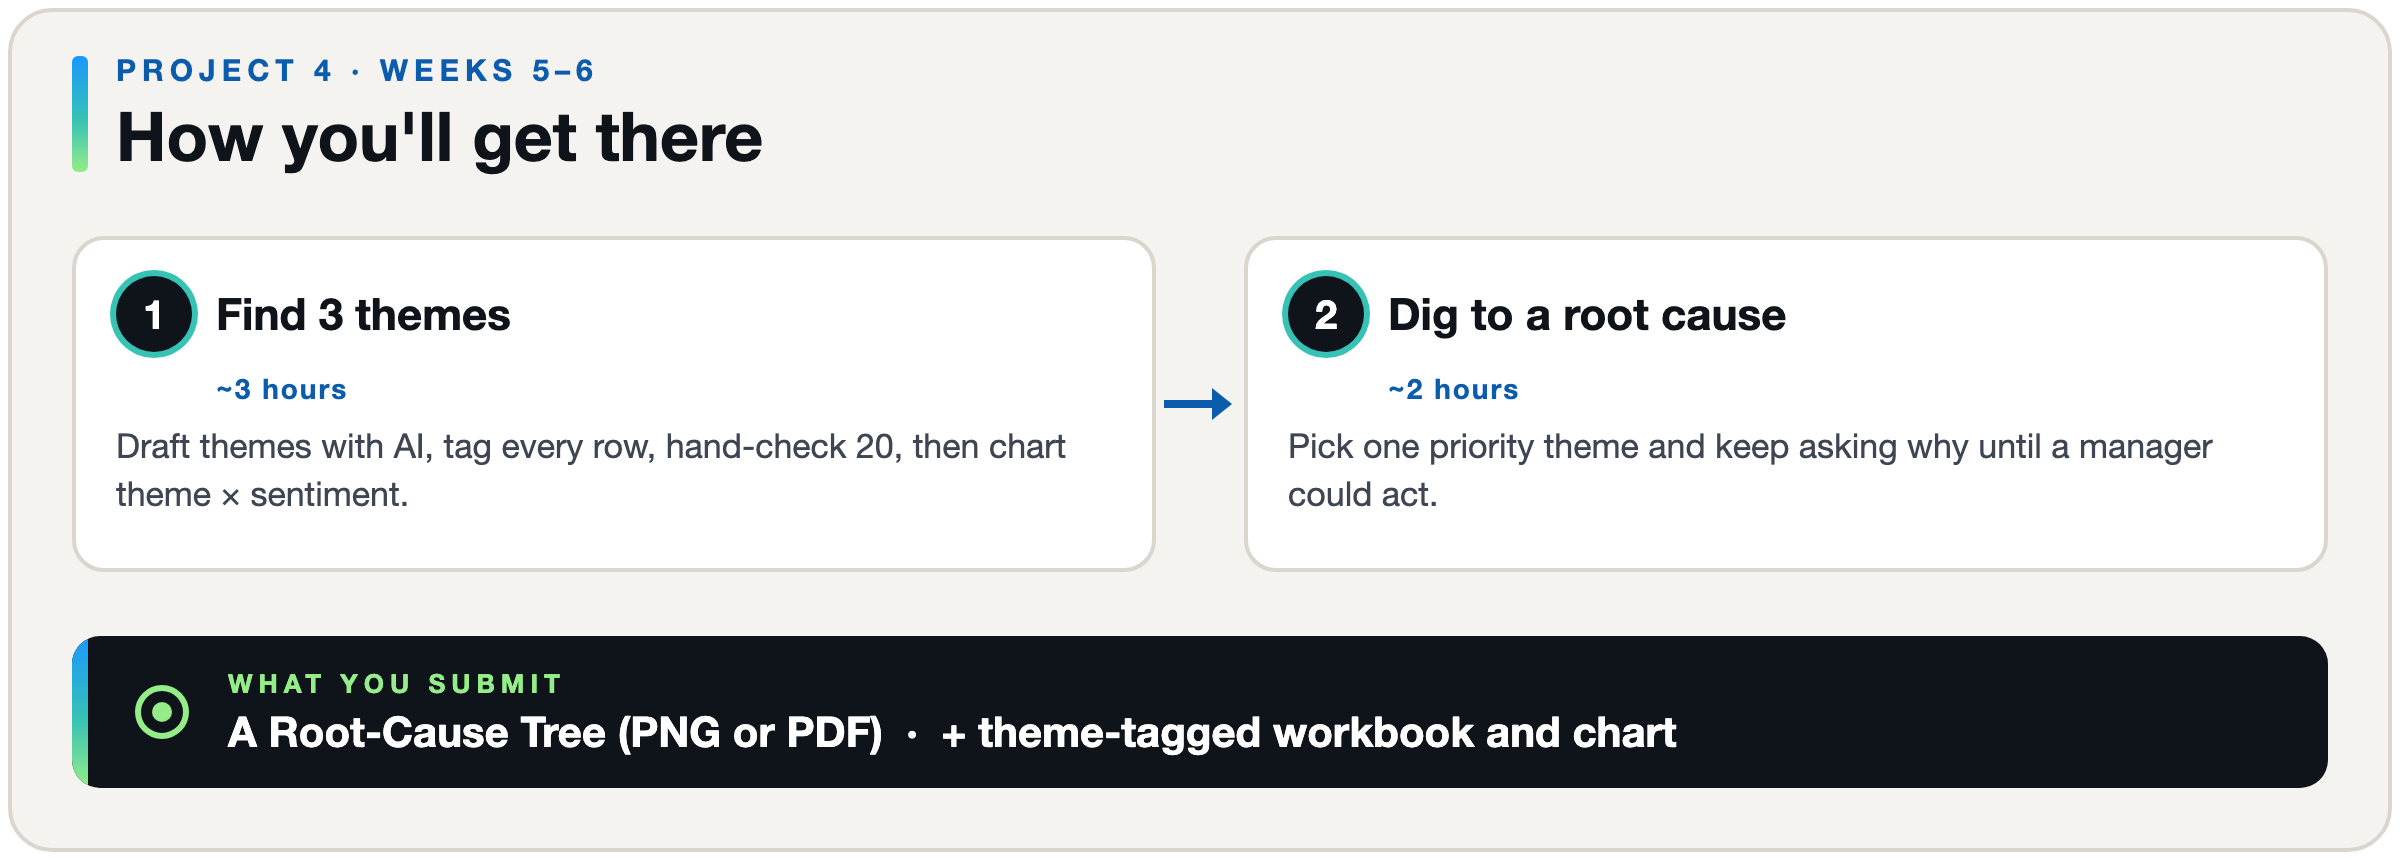 PROJECT 4 · WEEKS 5–6
How you'll get there
1
Find 3 themes
~3 hours
Draft themes with AI, tag every row, hand-check 20, then chart
theme × sentiment.
2
Dig to a root cause
~2 hours
Pick one priority theme and keep asking why until a manager
could act.
WHAT YOU SUBMIT
A Root-Cause Tree (PNG or PDF) · + theme-tagged workbook and chart